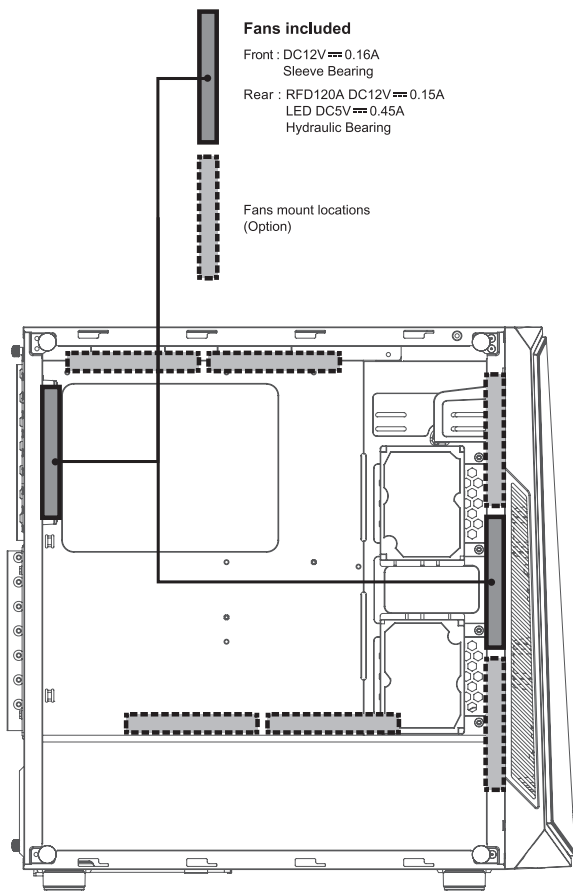 Fans included
Front : DC12V ⎓ 0.16A
Sleeve Bearing
Rear : RFD120A DC12V ⎓ 0.15A
LED DC5V ⎓ 0.45A
Hydraulic Bearing
Fans mount locations
(Option)